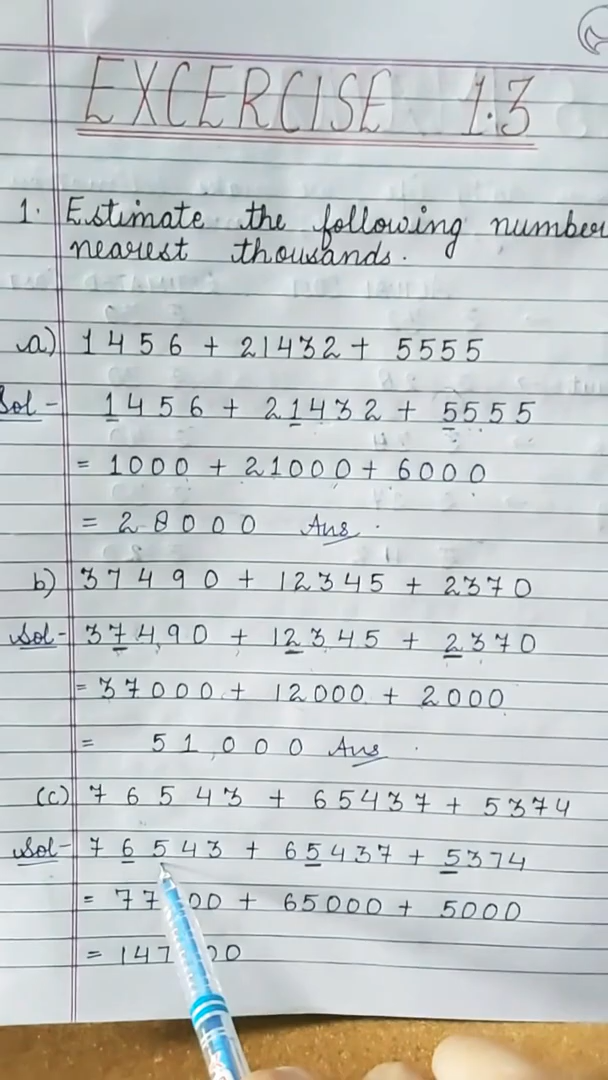 EXCERCISE 1.3
1. Estimate the following number
nearest thousands.
a) 1456 + 21432 + 5555
Sol - 1456 + 21432 + 5555
= 1000 + 21000 + 6000
= 28000 Ans.
b) 37490 + 12345 + 2370
Sol - 37490 + 12345 + 2370
= 37000 + 12000 + 2000
= 51,000 Ans.
(c) 76543 + 65437 + 5374
Sol - 76543 + 65437 + 5374
= 77 00 + 65000 + 5000
= 147 0